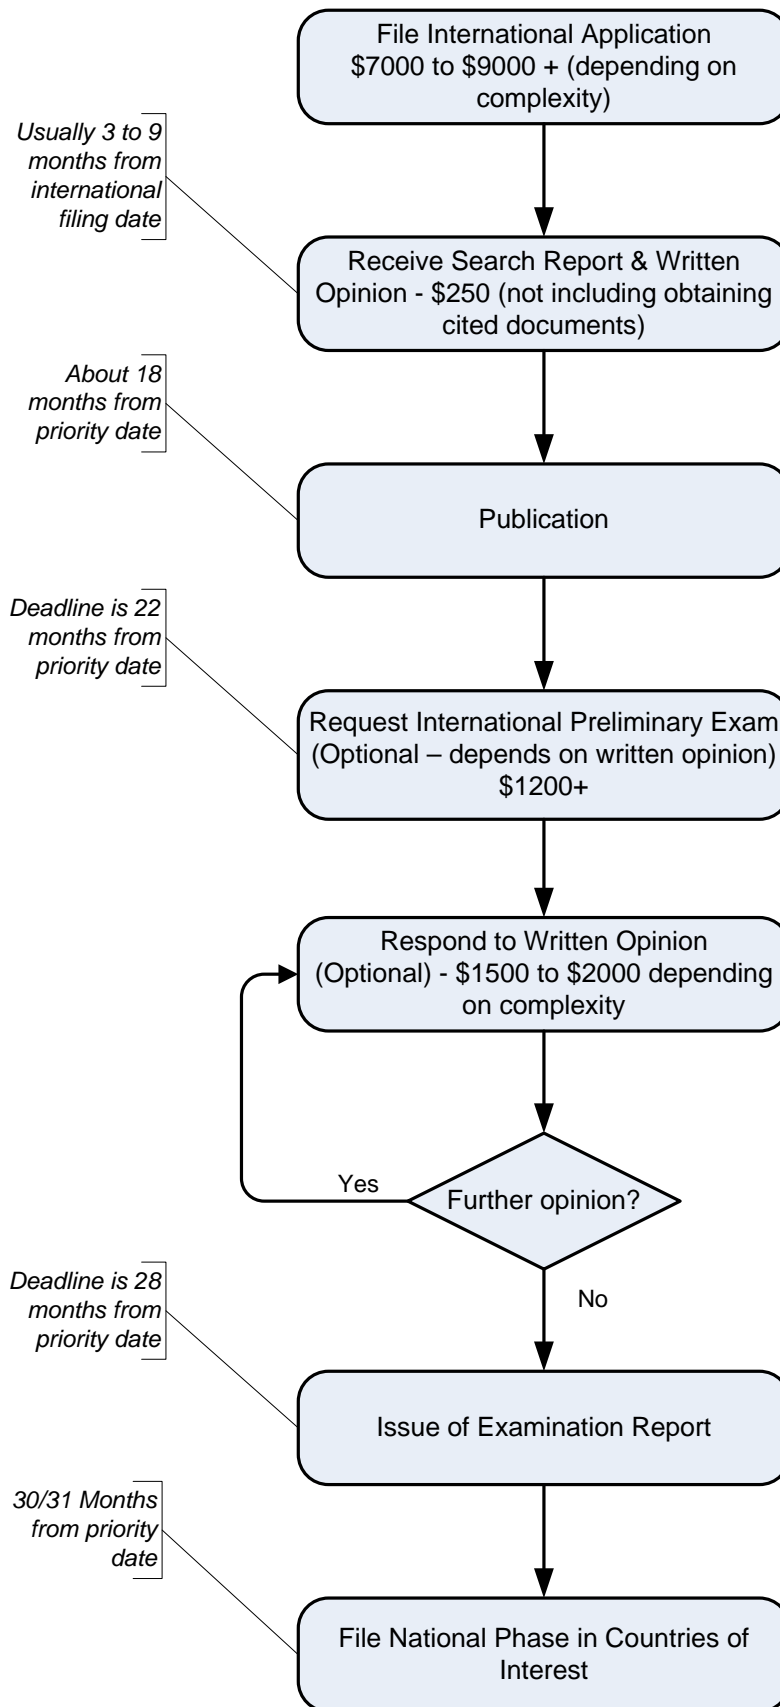 File International Application
$7000 to $9000 + (depending on
complexity)
Usually 3 to 9
months from
international
filing date
Receive Search Report & Written
Opinion - $250 (not including obtaining
cited documents)
About 18
months from
priority date
Publication
Deadline is 22
months from
priority date
Request International Preliminary Exam
(Optional – depends on written opinion)
$1200+
Respond to Written Opinion
(Optional) - $1500 to $2000 depending
on complexity
Yes
Further opinion?
No
Deadline is 28
months from
priority date
Issue of Examination Report
30/31 Months
from priority
date
File National Phase in Countries of
Interest